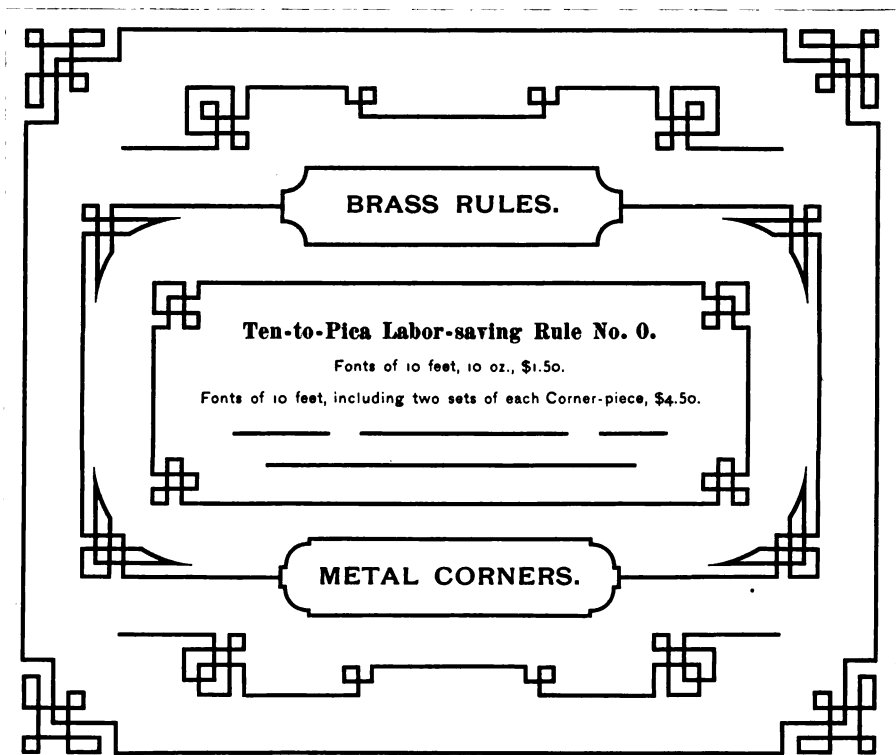 BRASS RULES.
Ten-to-Pica Labor-saving Rule No. 0.
Fonts of 10 feet, 10 oz., $1.50.
Fonts of 10 feet, including two sets of each Corner-piece, $4.50.
METAL CORNERS.